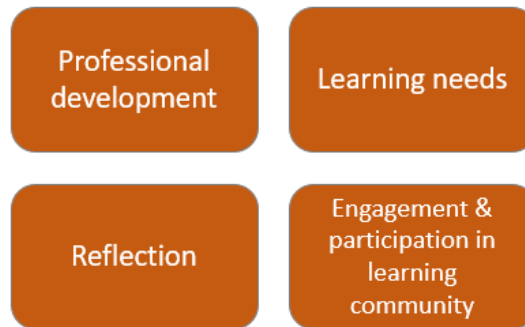 Professional
development
Learning needs
Reflection
Engagement &
participation in
learning
community